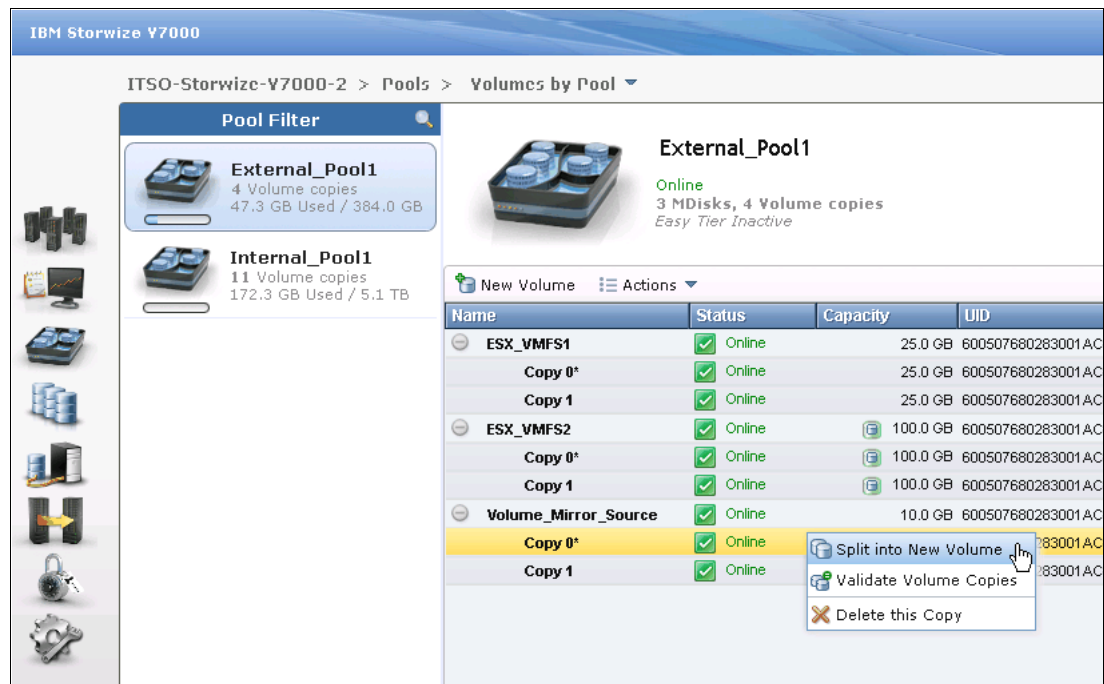 IBM Storwize V7000
ITSO-Storwize-V7000-2 > Pools > Volumes by Pool
Pool Filter
External_Pool1
4 Volume copies
47.3 GB Used / 384.0 GB
Internal_Pool1
11 Volume copies
172.3 GB Used / 5.1 TB
External_Pool1
Online
3 MDisks, 4 Volume copies
Easy Tier Inactive
New Volume Actions
Name Status Capacity UID
ESX_VMFS1 Online 25.0 GB 600507680283001AC
Copy 0* Online 25.0 GB 600507680283001AC
Copy 1 Online 25.0 GB 600507680283001AC
ESX_VMFS2 Online 100.0 GB 600507680283001AC
Copy 0* Online 100.0 GB 600507680283001AC
Copy 1 Online 100.0 GB 600507680283001AC
Volume_Mirror_Source Online 10.0 GB 600507680283001AC
Copy 0* Online 283001AC
Copy 1 Online 83001AC
Split into New Volume
Validate Volume Copies
Delete this Copy